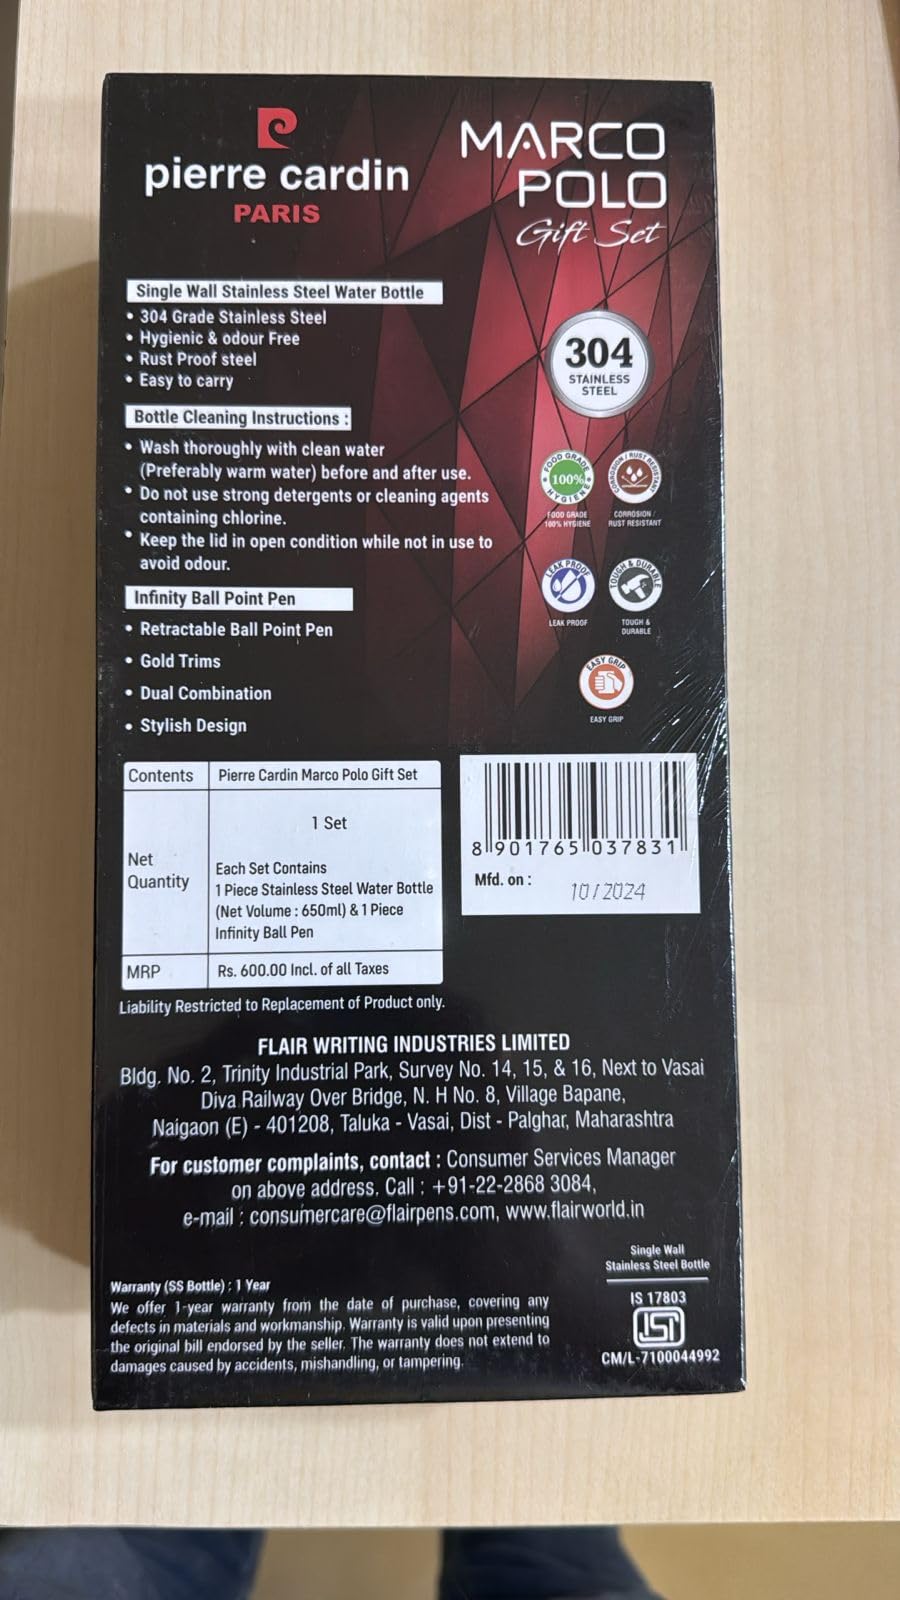 pierre cardin
PARIS
MARCO
POLO
Gift Set
Single Wall Stainless Steel Water Bottle
• 304 Grade Stainless Steel
• Hygienic & odour Free
• Rust Proof steel
• Easy to carry
304
STAINLESS
STEEL
Bottle Cleaning Instructions :
• Wash thoroughly with clean water
(Preferably warm water) before and after use.
• Do not use strong detergents or cleaning agents
containing chlorine.
• Keep the lid in open condition while not in use to
avoid odour.
FOOD GRADE
100%
HYGIENE
FOOD GRADE
100% HYGIENE
CORROSION / RUST RESISTANT
CORROSION /
RUST RESISTANT
LEAK PROOF
LEAK PROOF
TOUGH & DURABLE
TOUGH &
DURABLE
EASY GRIP
EASY GRIP
Infinity Ball Point Pen
• Retractable Ball Point Pen
• Gold Trims
• Dual Combination
• Stylish Design
Contents Pierre Cardin Marco Polo Gift Set
Net
Quantity
1 Set
Each Set Contains
1 Piece Stainless Steel Water Bottle
(Net Volume : 650ml) & 1 Piece
Infinity Ball Pen
MRP Rs. 600.00 Incl. of all Taxes
8 901765 037831
Mfd. on : 10/2024
Liability Restricted to Replacement of Product only.
FLAIR WRITING INDUSTRIES LIMITED
Bldg. No. 2, Trinity Industrial Park, Survey No. 14, 15, & 16, Next to Vasai
Diva Railway Over Bridge, N. H No. 8, Village Bapane,
Naigaon (E) - 401208, Taluka - Vasai, Dist - Palghar, Maharashtra
For customer complaints, contact : Consumer Services Manager
on above address. Call : +91-22-2868 3084,
e-mail : consumercare@flairpens.com, www.flairworld.in
Warranty (SS Bottle) : 1 Year
We offer 1-year warranty from the date of purchase, covering any
defects in materials and workmanship. Warranty is valid upon presenting
the original bill endorsed by the seller. The warranty does not extend to
damages caused by accidents, mishandling, or tampering.
Single Wall
Stainless Steel Bottle
IS 17803
ISI
CM/L-7100044992